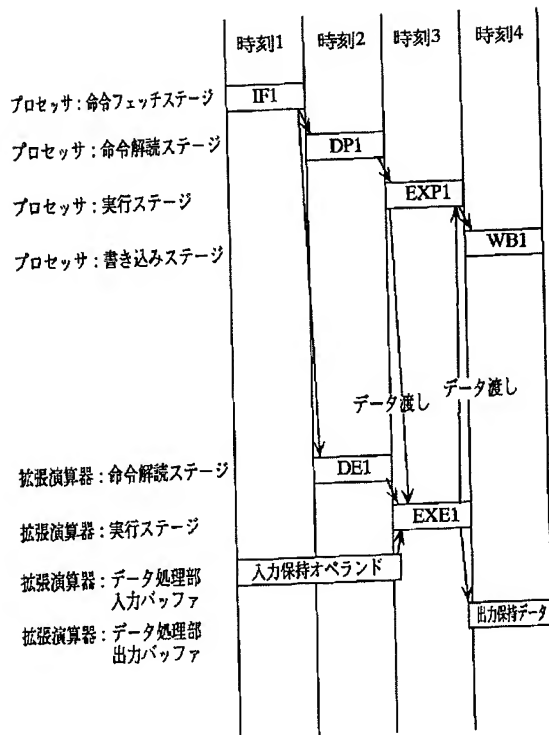 時刻1 時刻2 時刻3 時刻4
プロセッサ：命令フェッチステージ IF1
プロセッサ：命令解読ステージ DP1
プロセッサ：実行ステージ EXP1
プロセッサ：書き込みステージ WB1
データ渡し データ渡し
拡張演算器：命令解読ステージ DE1
拡張演算器：実行ステージ EXE1
拡張演算器：データ処理部 入力保持オペランド
入力バッファ
拡張演算器：データ処理部 出力保持データ
出力バッファ